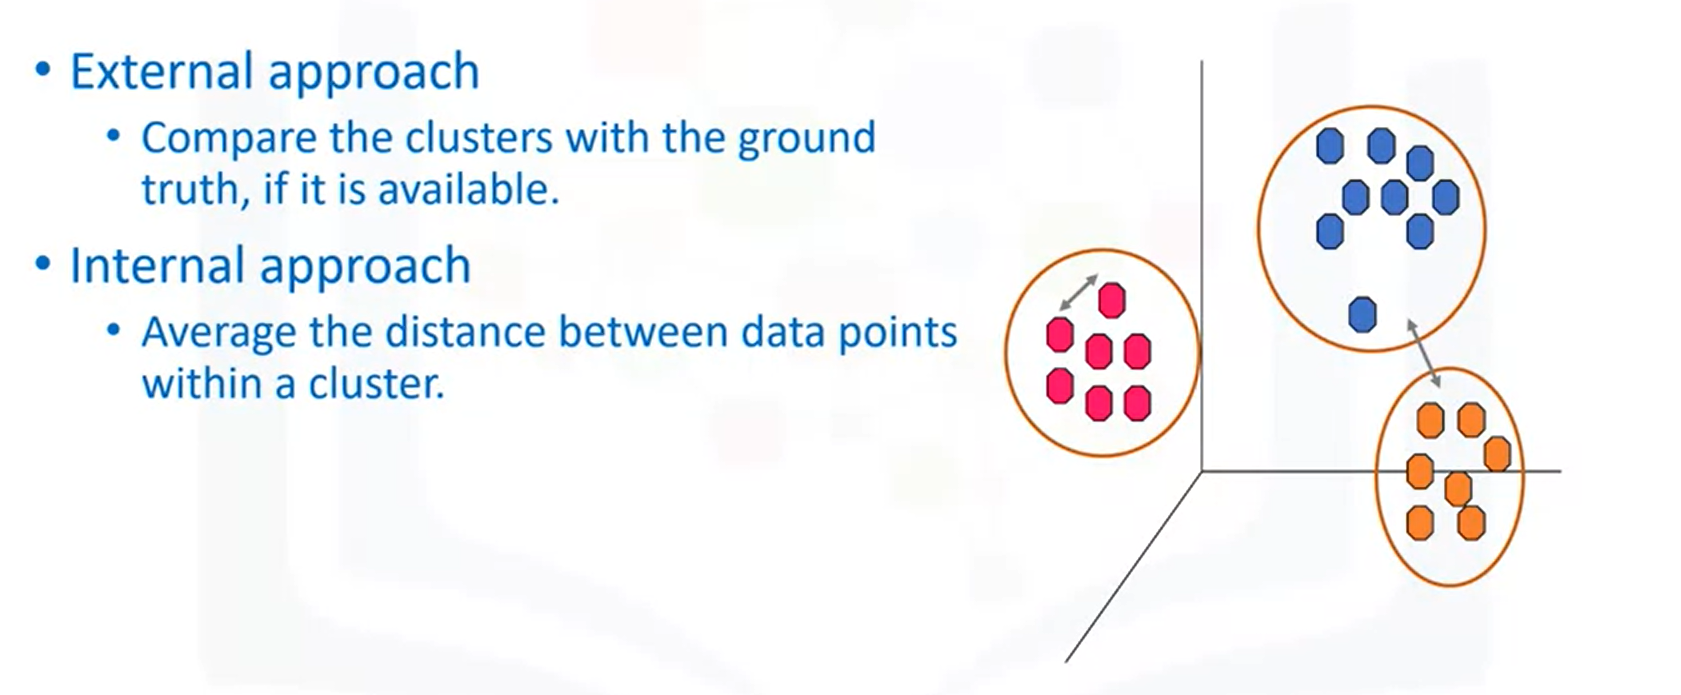 • External approach
• Compare the clusters with the ground
truth, if it is available.
• Internal approach
• Average the distance between data points
within a cluster.